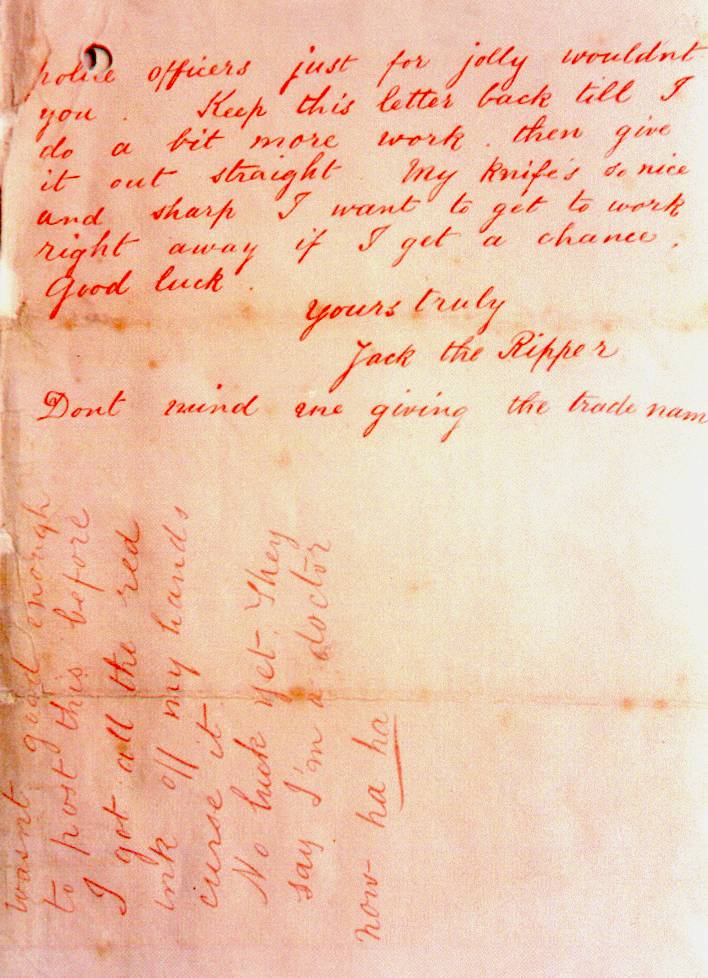 police officers just for jolly wouldnt
you. Keep this letter back till I
do a bit more work. then give
it out straight My knife's so nice
and sharp I want to get to work
right away if I get a chance.
Good luck.
Yours truly
Jack the Ripper
Dont mind me giving the trade nam
wasnt good enough
to post this before
I got all the red
ink off my hands
curse it
No luck yet. They
say I'm a doctor
now ha ha